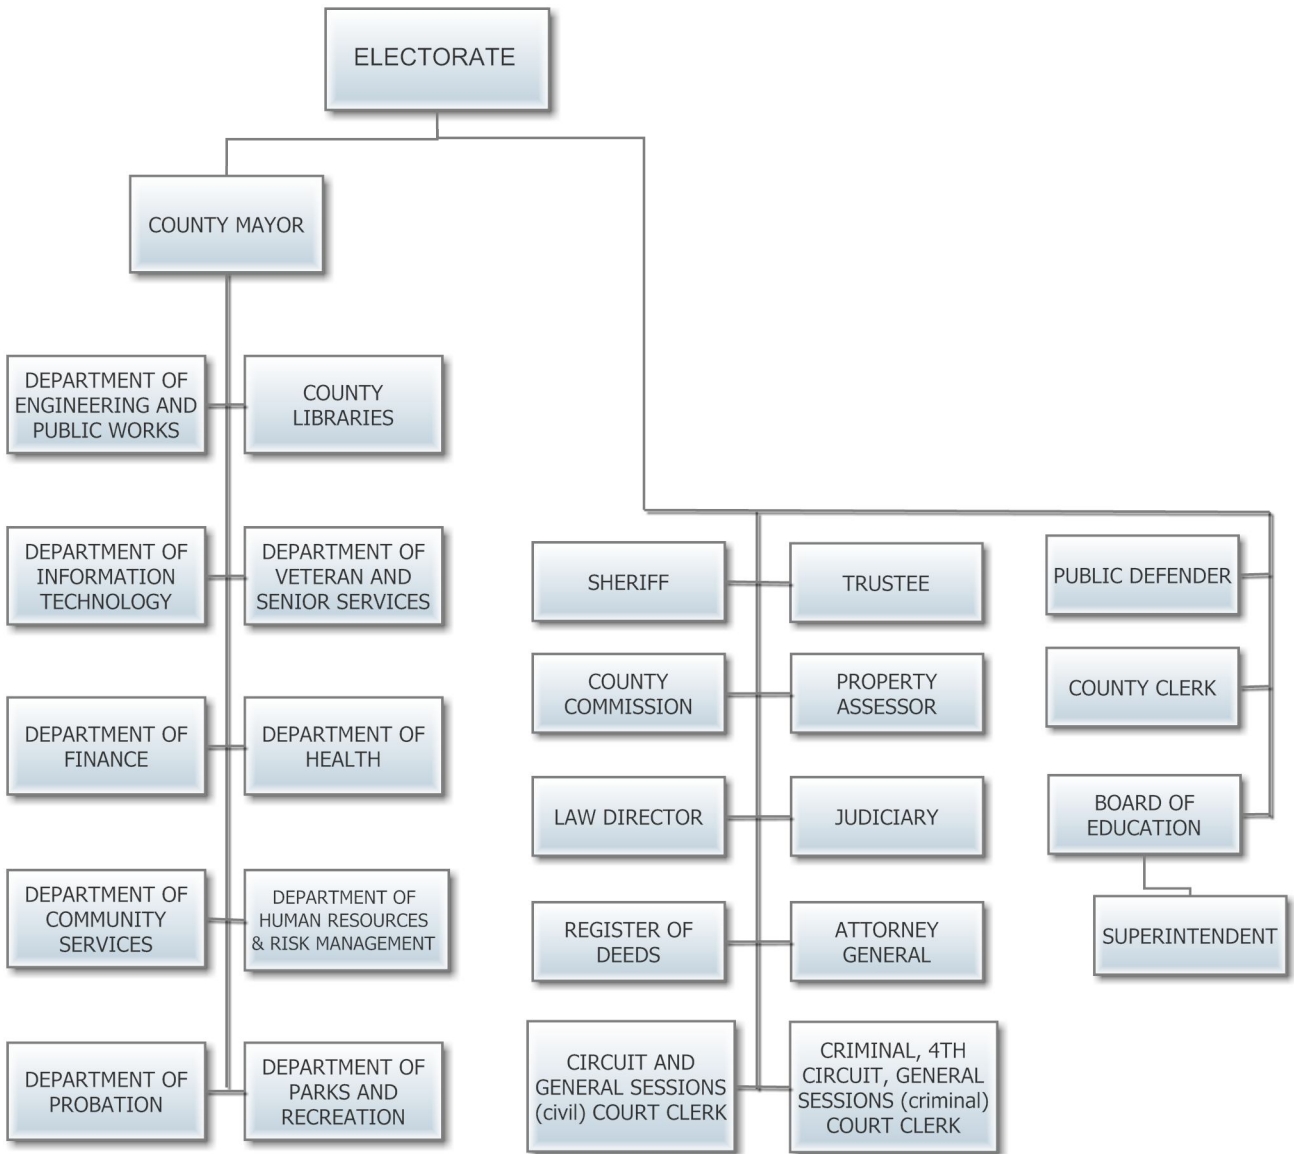 ELECTORATE
COUNTY MAYOR
DEPARTMENT OF
ENGINEERING AND
PUBLIC WORKS
COUNTY
LIBRARIES
DEPARTMENT OF
INFORMATION
TECHNOLOGY
DEPARTMENT OF
VETERAN AND
SENIOR SERVICES
DEPARTMENT OF
FINANCE
DEPARTMENT OF
HEALTH
DEPARTMENT OF
COMMUNITY
SERVICES
DEPARTMENT OF
HUMAN RESOURCES
& RISK MANAGEMENT
DEPARTMENT OF
PROBATION
DEPARTMENT OF
PARKS AND
RECREATION
SHERIFF
TRUSTEE
COUNTY
COMMISSION
PROPERTY
ASSESSOR
LAW DIRECTOR
JUDICIARY
REGISTER OF
DEEDS
ATTORNEY
GENERAL
CIRCUIT AND
GENERAL SESSIONS
(civil) COURT CLERK
CRIMINAL, 4TH
CIRCUIT, GENERAL
SESSIONS (criminal)
COURT CLERK
PUBLIC DEFENDER
COUNTY CLERK
BOARD OF
EDUCATION
SUPERINTENDENT